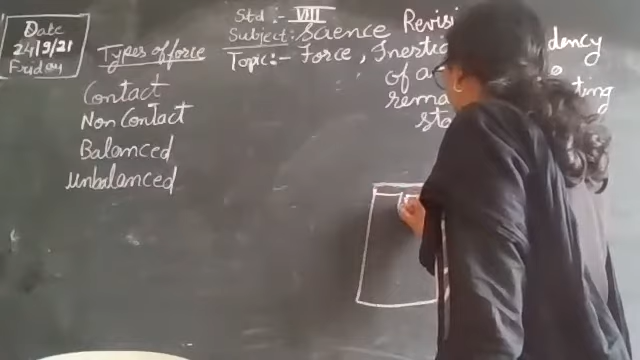 Date
24/9/21
Friday
Types of force
Contact
Non Contact
Balanced
Unbalanced
Std :- VIII
Subject:- Science Revisi
Topic:- Force, Inertia dency
of a
rema ting
sta